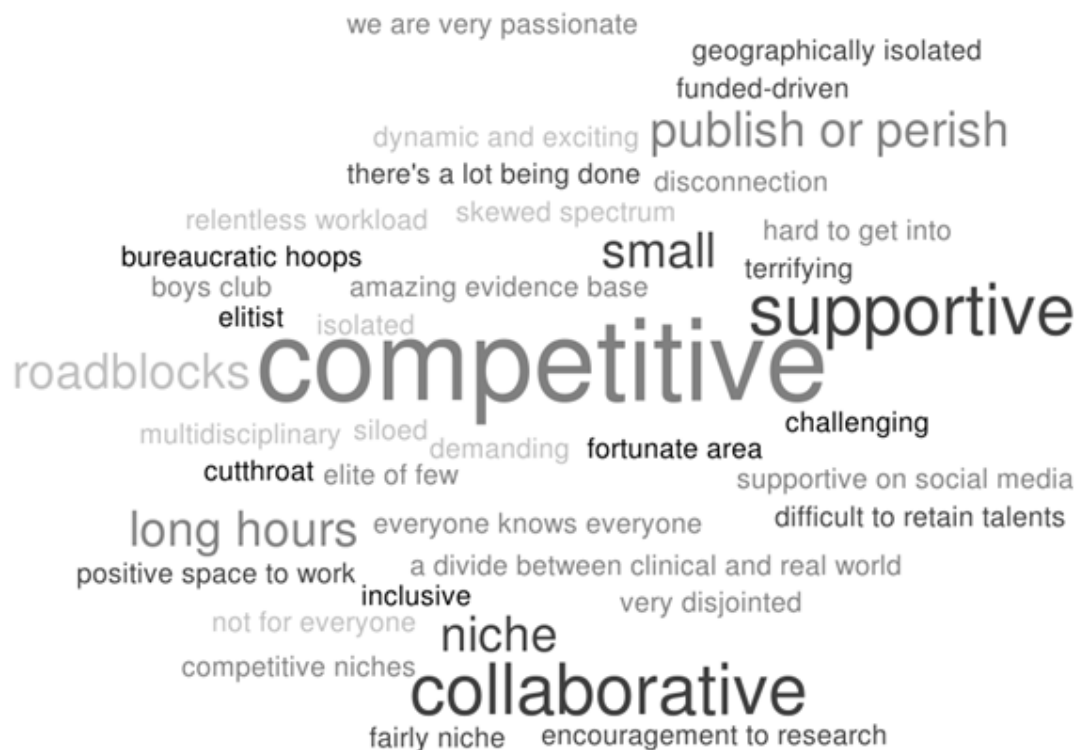 we are very passionate
geographically isolated
funded-driven
dynamic and exciting
publish or perish
there's a lot being done
disconnection
relentless workload
skewed spectrum
hard to get into
bureaucratic hoops
small
terrifying
boys club
amazing evidence base
supportive
elitist
isolated
roadblocks
competitive
challenging
multidisciplinary
siloed
demanding
fortunate area
cutthroat
elite of few
supportive on social media
long hours
everyone knows everyone
difficult to retain talents
positive space to work
a divide between clinical and real world
inclusive
very disjointed
not for everyone
niche
competitive niches
collaborative
fairly niche
encouragement to research